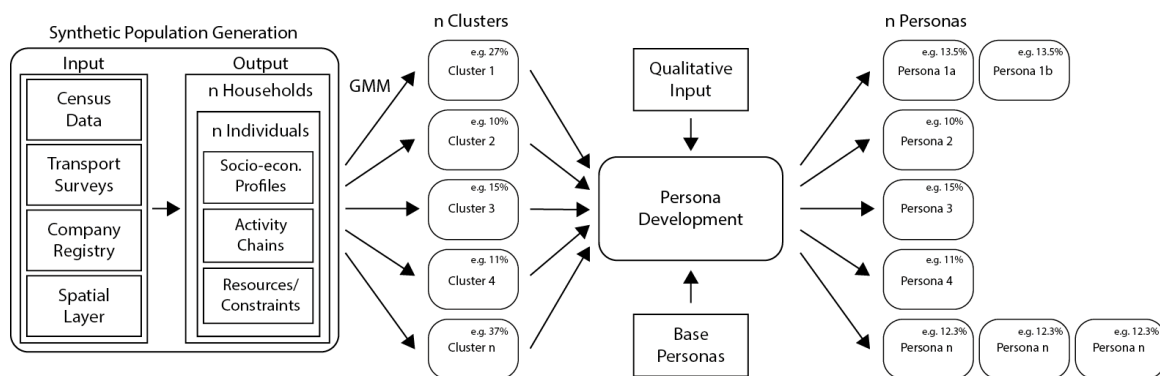 Synthetic Population Generation
Input
Census
Data
Transport
Surveys
Company
Registry
Spatial
Layer
Output
n Households
n Individuals
Socio-econ.
Profiles
Activity
Chains
Resources/
Constraints
GMM
n Clusters
e.g. 27%
Cluster 1
e.g. 10%
Cluster 2
e.g. 15%
Cluster 3
e.g. 11%
Cluster 4
e.g. 37%
Cluster n
Qualitative
Input
Persona
Development
Base
Personas
n Personas
e.g. 13.5%
Persona 1a
e.g. 13.5%
Persona 1b
e.g. 10%
Persona 2
e.g. 15%
Persona 3
e.g. 11%
Persona 4
e.g. 12.3%
Persona n
e.g. 12.3%
Persona n
e.g. 12.3%
Persona n